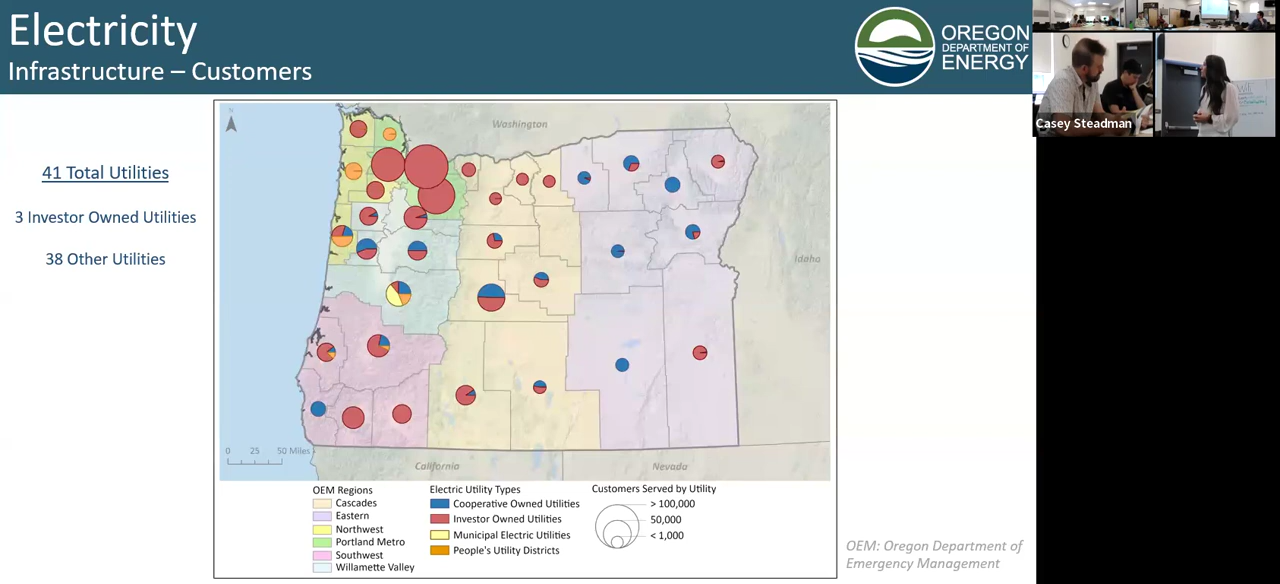 Electricity
Infrastructure – Customers
OREGON
DEPARTMENT OF
ENERGY
Casey Steadman
41 Total Utilities
3 Investor Owned Utilities
38 Other Utilities
N
Washington
Idaho
California
Nevada
0 25 50 Miles
OEM Regions
Cascades
Eastern
Northwest
Portland Metro
Southwest
Willamette Valley
Electric Utility Types
Cooperative Owned Utilities
Investor Owned Utilities
Municipal Electric Utilities
People's Utility Districts
Customers Served by Utility
> 100,000
50,000
< 1,000
OEM: Oregon Department of
Emergency Management